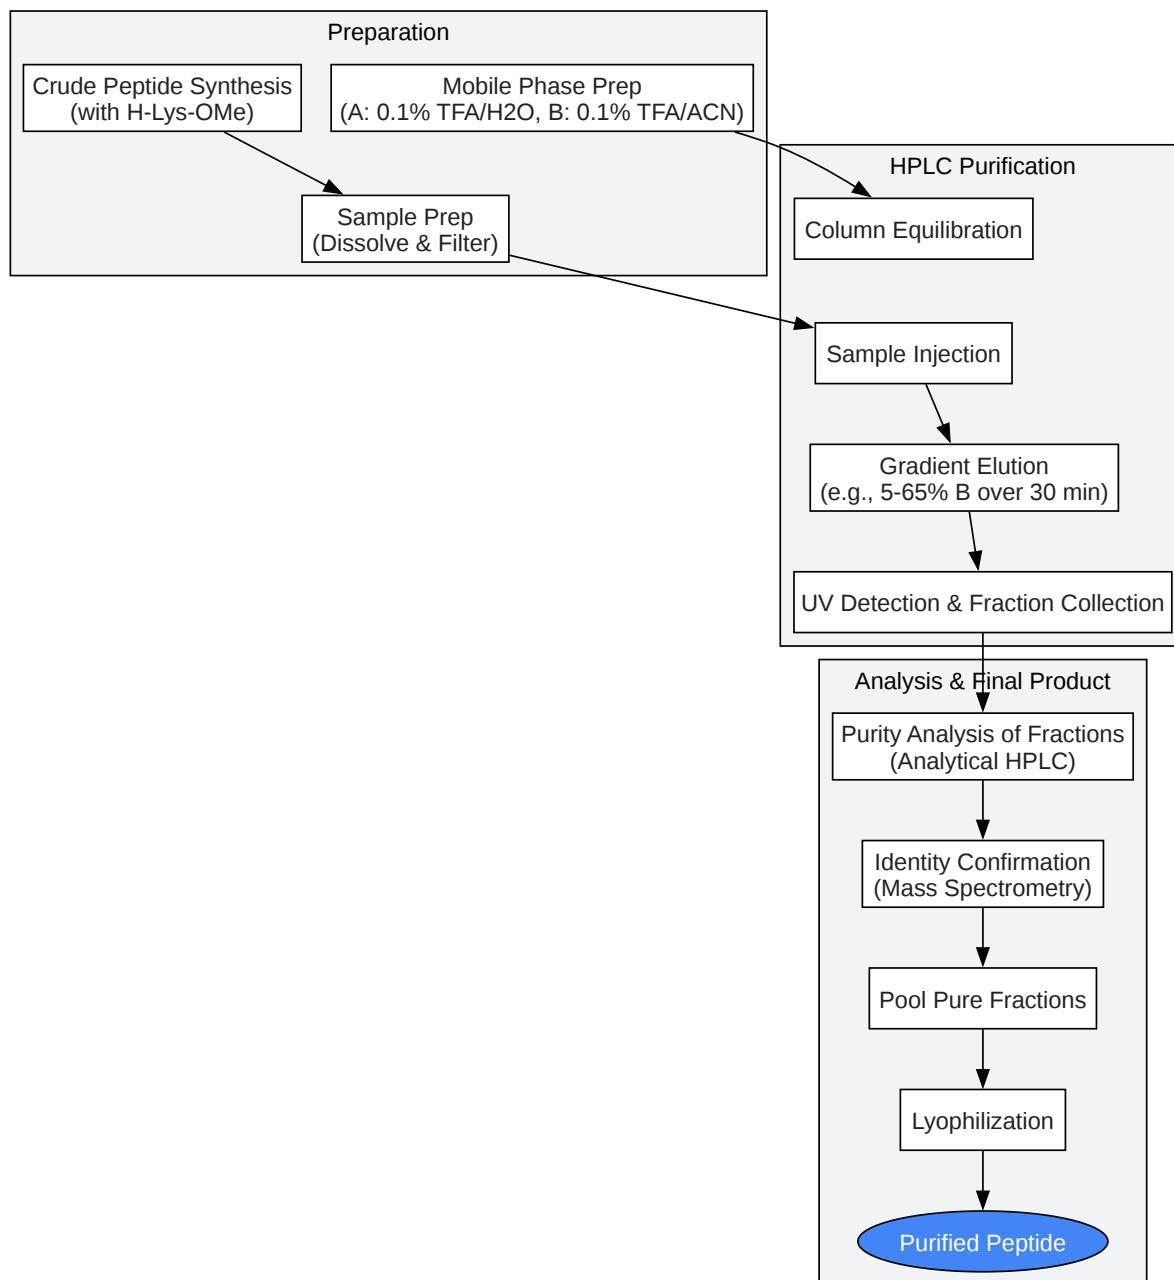 Preparation
Crude Peptide Synthesis
(with H-Lys-OMe)
Mobile Phase Prep
(A: 0.1% TFA/H2O, B: 0.1% TFA/ACN)
Sample Prep
(Dissolve & Filter)
HPLC Purification
Column Equilibration
Sample Injection
Gradient Elution
(e.g., 5-65% B over 30 min)
UV Detection & Fraction Collection
Analysis & Final Product
Purity Analysis of Fractions
(Analytical HPLC)
Identity Confirmation
(Mass Spectrometry)
Pool Pure Fractions
Lyophilization
Purified Peptide